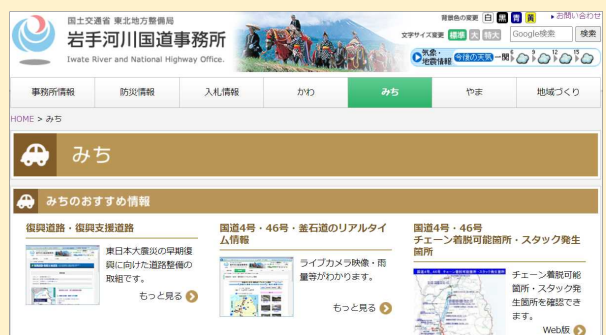 国土交通省 東北地方整備局
岩手河川国道事務所
Iwate River and National Highway Office.
背景色の変更 白 黒 青 黄 お問い合わせ
文字サイズ変更 標準 大 特大 Google検索 検索
気象・地震情報 今後の天気 一関 6 9 12 15
事務所情報 防災情報 入札情報 かわ みち やま 地域づくり
HOME > みち
みち
みちのおすすめ情報
復興道路・復興支援道路
東日本大震災の早期復
興に向けた道路整備の
取組です。
もっと見る
国道4号・46号・釜石道のリアルタイ
ム情報
ライブカメラ映像・雨
量等がわかります。
もっと見る
国道4号・46号
チェーン着脱可能箇所・スタック発生
箇所
チェーン着脱可能
箇所・スタック発
生箇所を確認でき
ます。
Web版